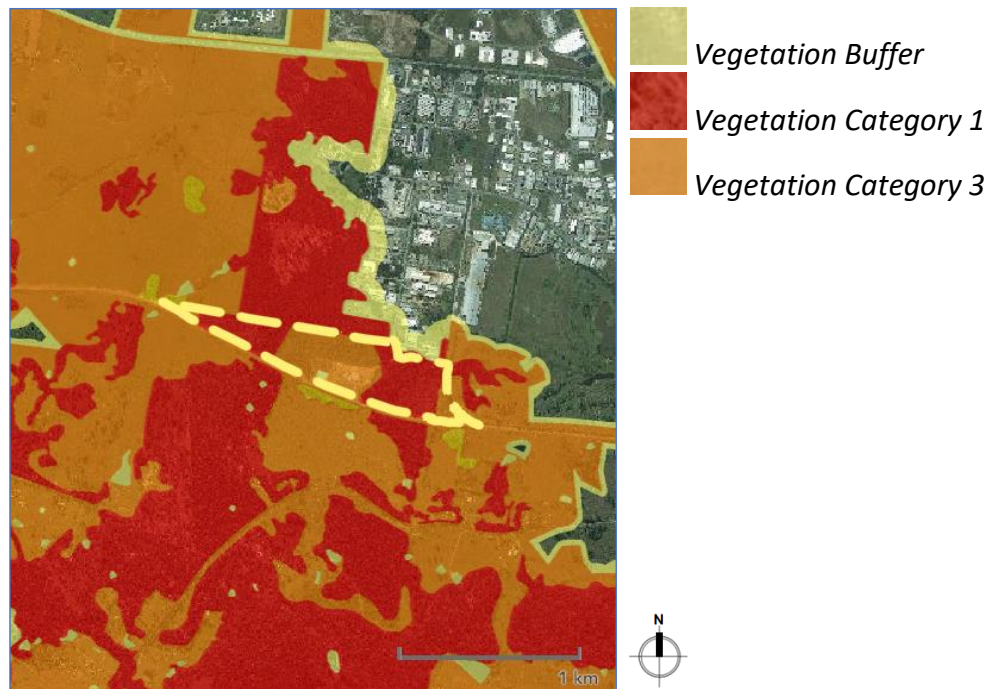 Vegetation Buffer
Vegetation Category 1
Vegetation Category 3
N
1 km